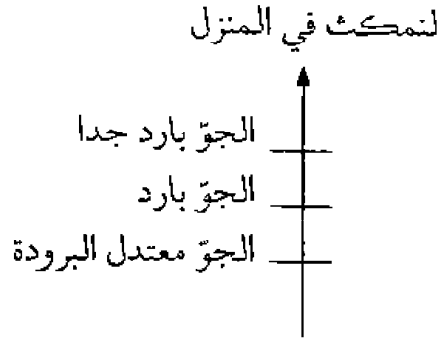 لنمكث في المنزل
الجوّ بارد جدا
الجوّ بارد
الجوّ معتدل البرودة